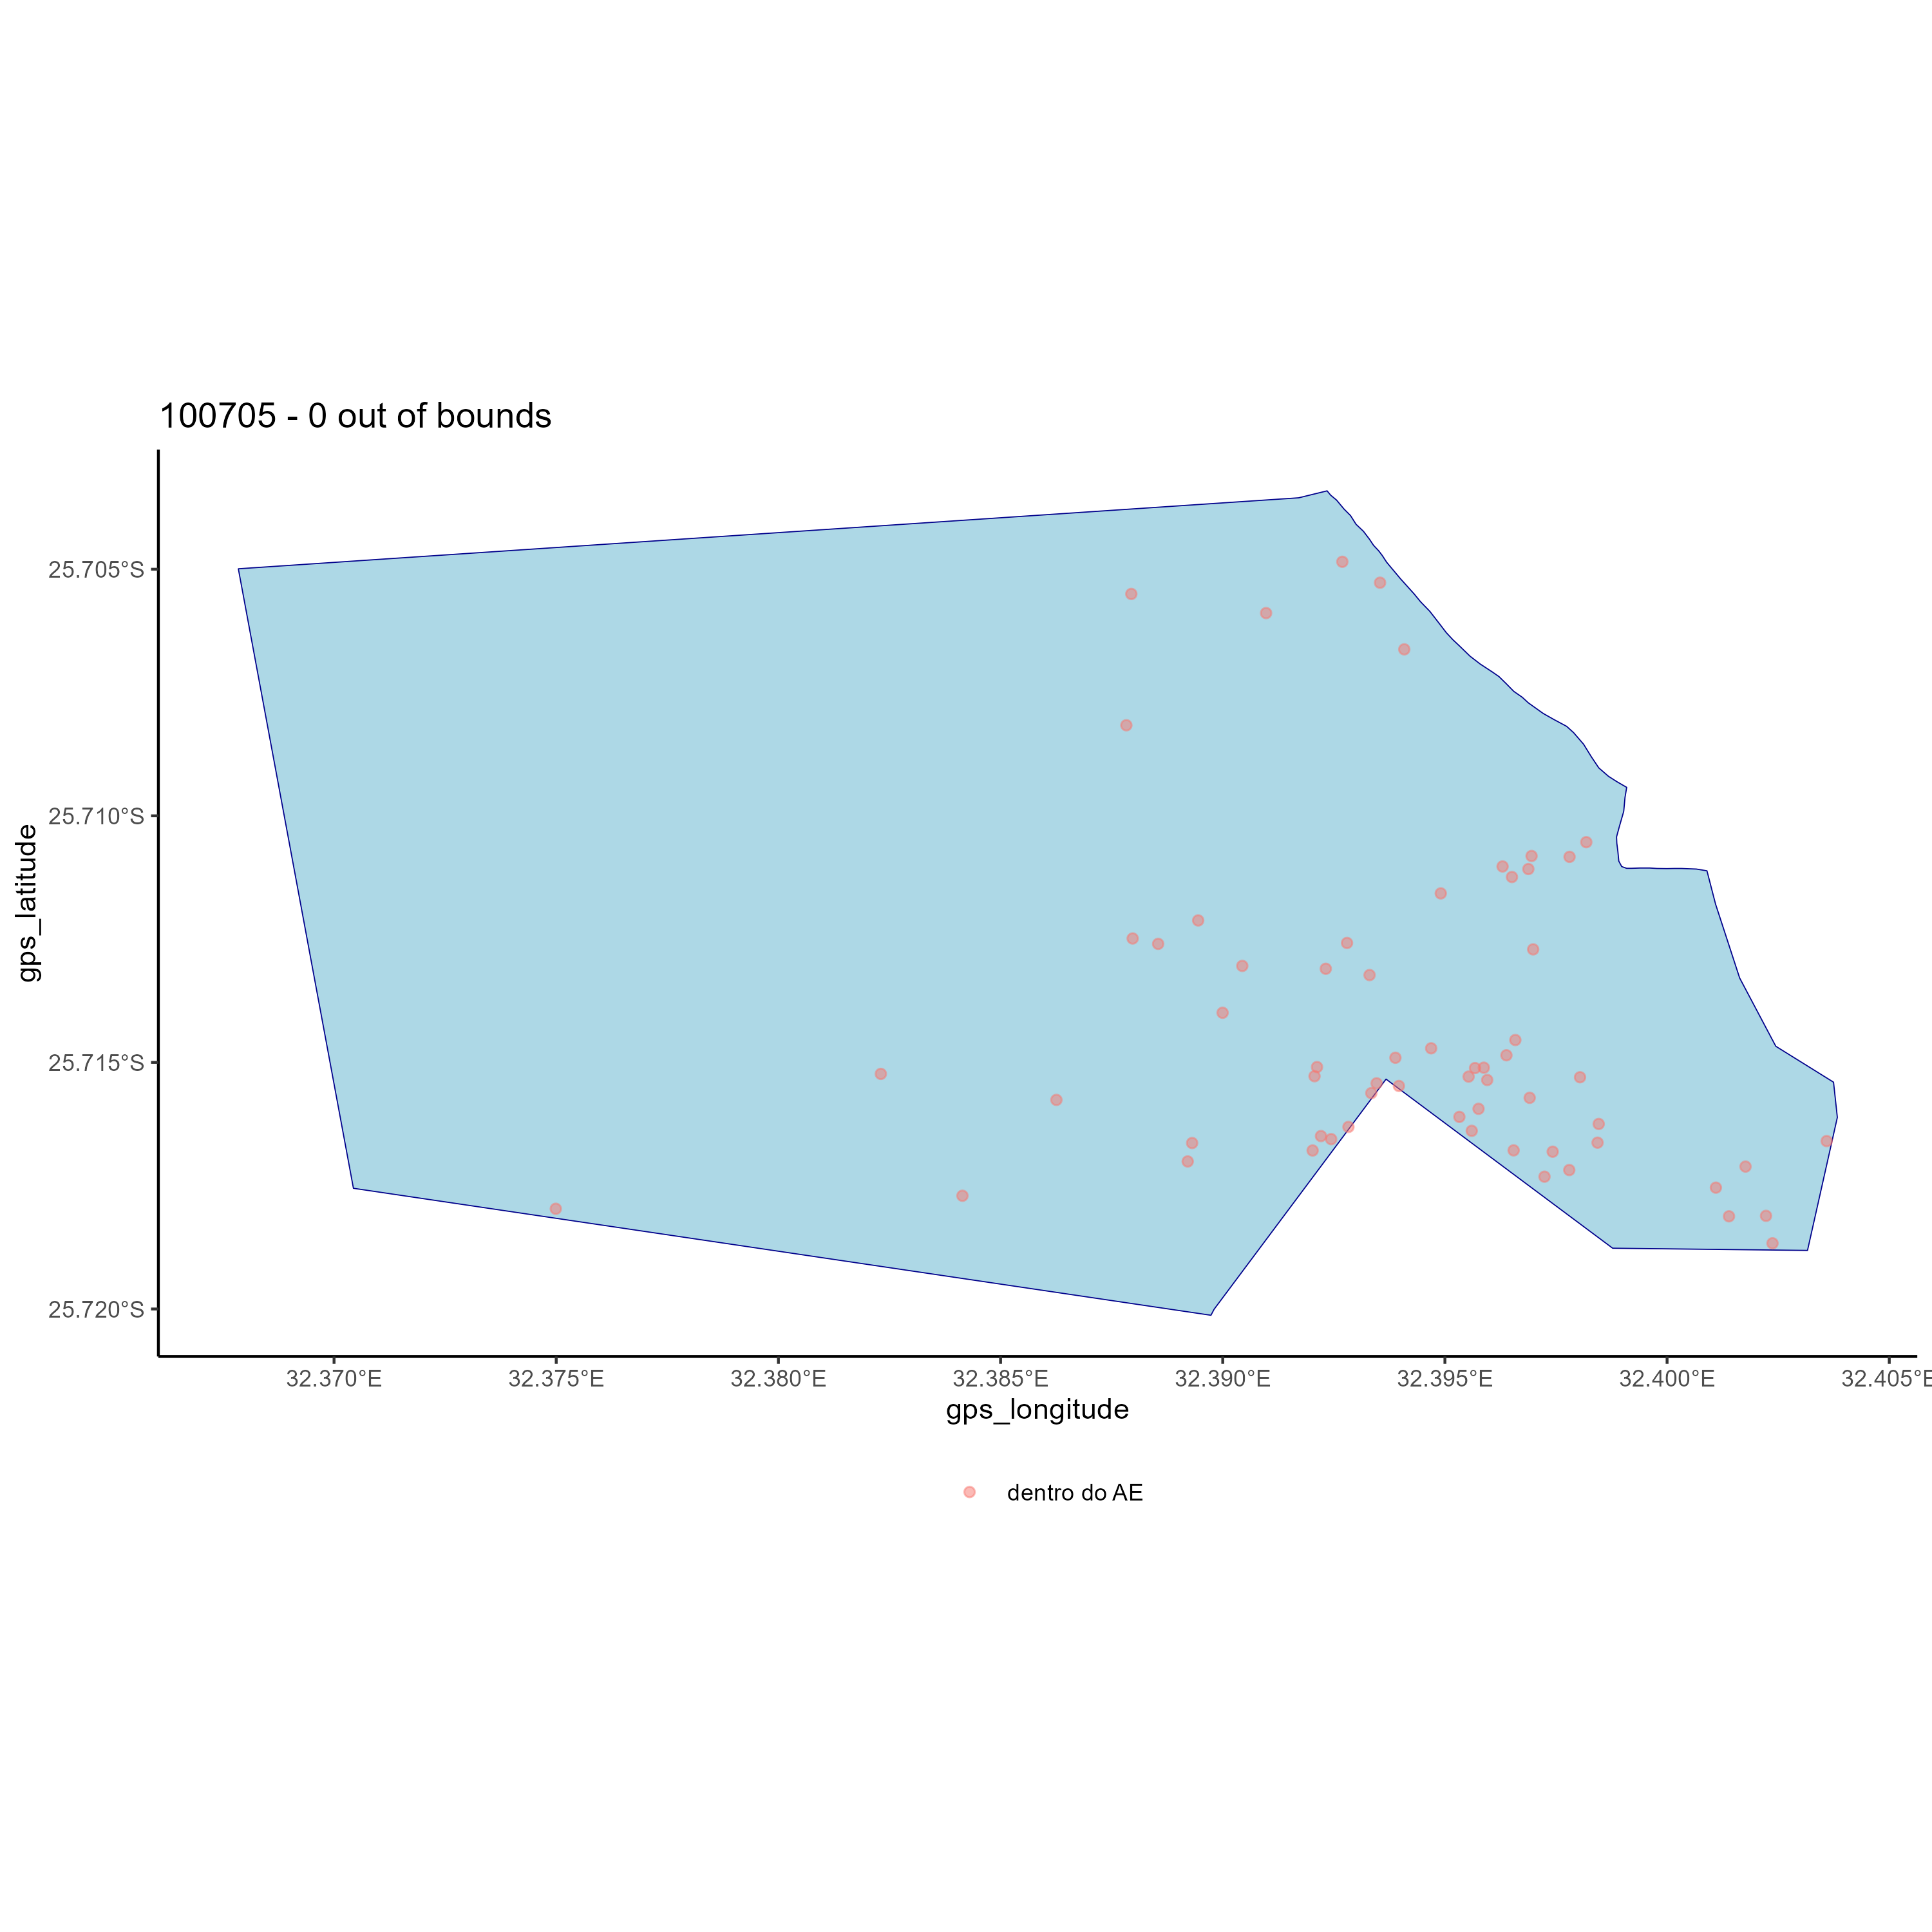 100705 - 0 out of bounds
25.705°S
25.710°S
25.715°S
25.720°S
gps_latitude
32.370°E
32.375°E
32.380°E
32.385°E
32.390°E
32.395°E
32.400°E
32.405°E
gps_longitude
dentro do AE